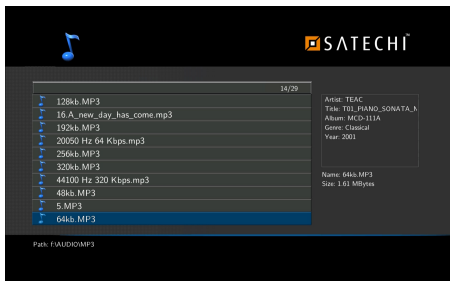 SΛTECHI
14/29
128kb.MP3
16.A_new_day_has_come.mp3
192kb.MP3
20050 Hz 64 Kbps.mp3
256kb.MP3
320kb.MP3
44100 Hz 320 Kbps.mp3
48kb.MP3
5.MP3
64kb.MP3
Artist: TEAC
Title: T01_PIANO_SONATA_N
Album: MCD-111A
Genre: Classical
Year: 2001
Name: 64kb.MP3
Size: 1.61 MBytes
Path: f:\AUDIO\MP3